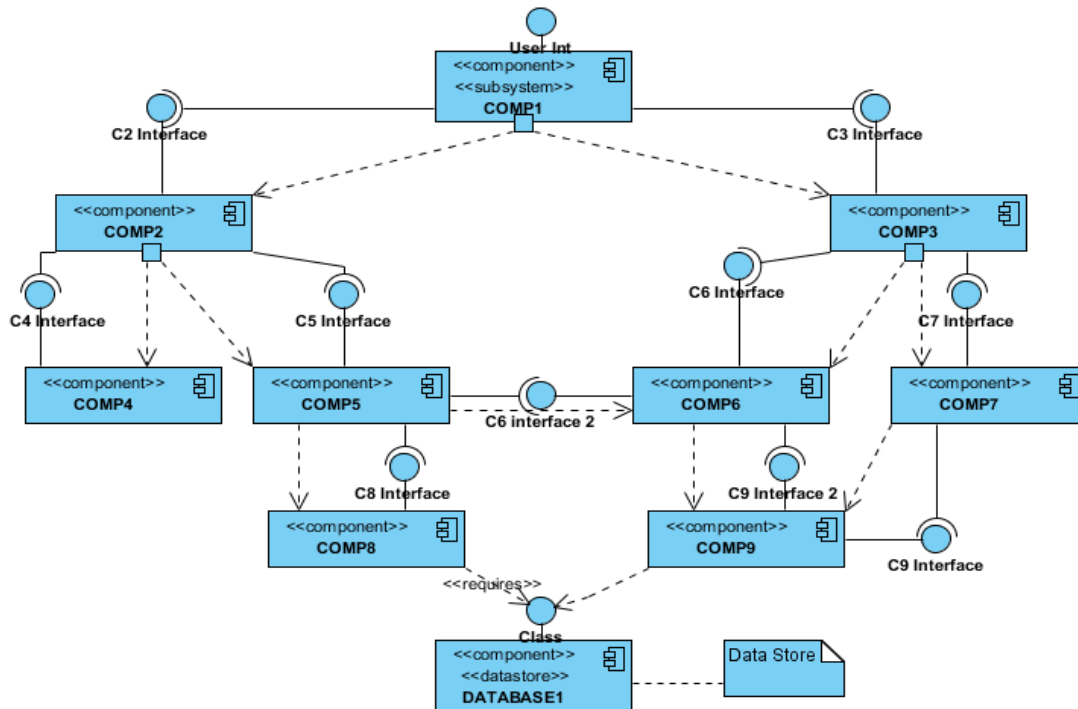 User Int
<<component>>
<<subsystem>>
COMP1
C2 Interface
C3 Interface
<<component>>
COMP2
<<component>>
COMP3
C4 Interface
C5 Interface
C6 Interface
C7 Interface
<<component>>
COMP4
<<component>>
COMP5
C6 interface 2
<<component>>
COMP6
<<component>>
COMP7
C8 Interface
C9 Interface 2
<<component>>
COMP8
<<component>>
COMP9
C9 Interface
<<requires>>
Class
<<component>>
<<datastore>>
DATABASE1
Data Store